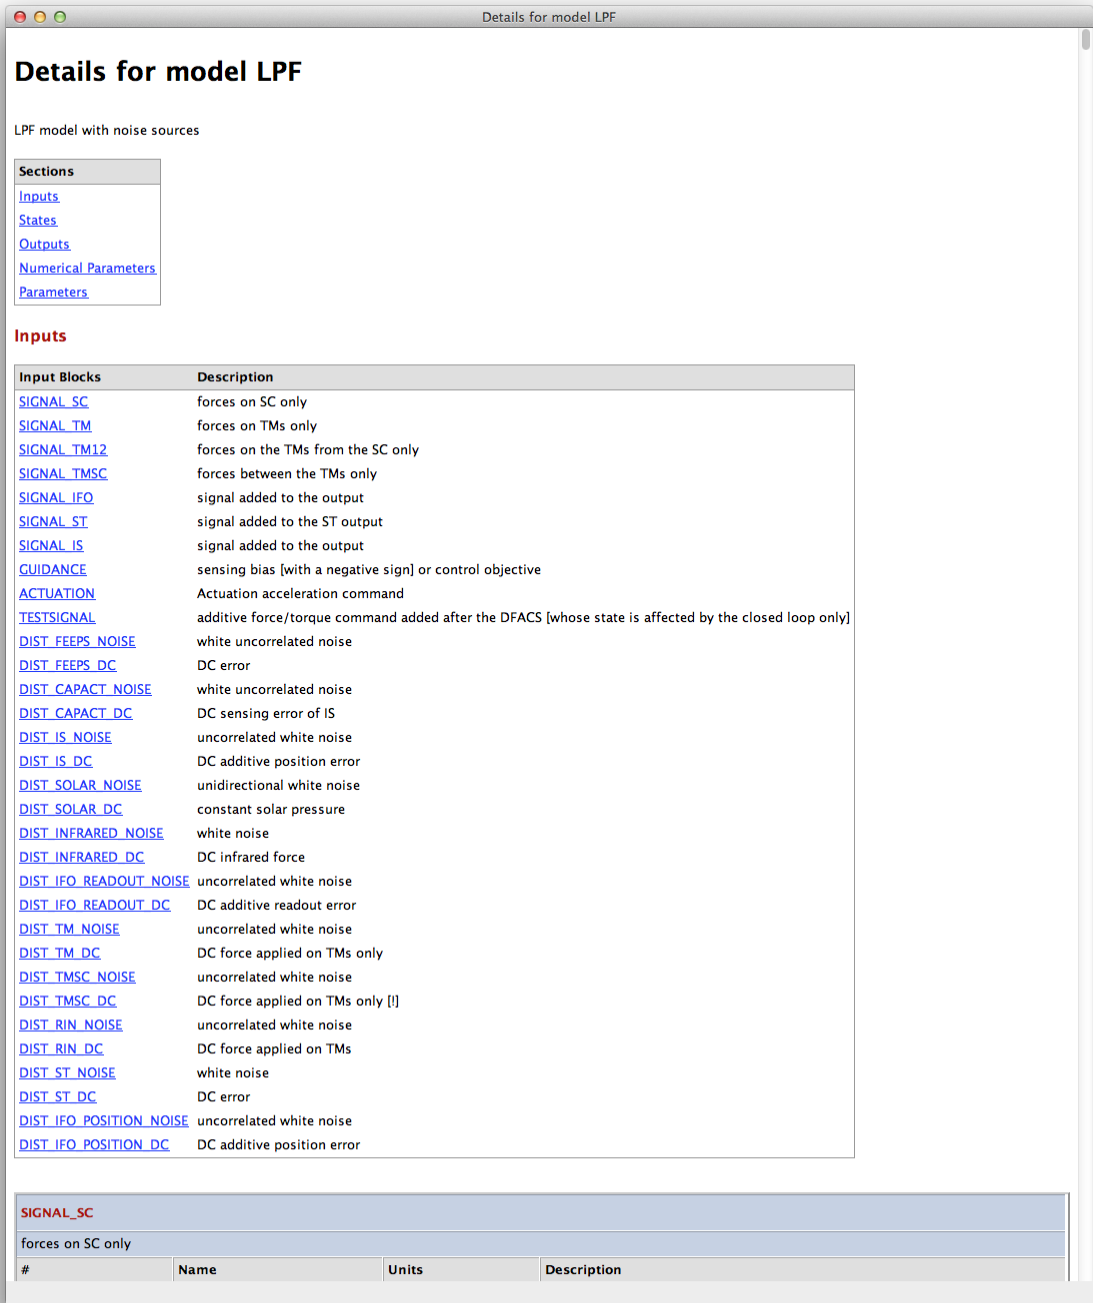 Details for model LPF
Details for model LPF
LPF model with noise sources
Sections
Inputs
States
Outputs
Numerical Parameters
Parameters
Inputs
Input Blocks Description
SIGNAL_SC forces on SC only
SIGNAL_TM forces on TMs only
SIGNAL_TM12 forces on the TMs from the SC only
SIGNAL_TMSC forces between the TMs only
SIGNAL_IFO signal added to the output
SIGNAL_ST signal added to the ST output
SIGNAL_IS signal added to the output
GUIDANCE sensing bias [with a negative sign] or control objective
ACTUATION Actuation acceleration command
TESTSIGNAL additive force/torque command added after the DFACS [whose state is affected by the closed loop only]
DIST_FEEPS_NOISE white uncorrelated noise
DIST_FEEPS_DC DC error
DIST_CAPACT_NOISE white uncorrelated noise
DIST_CAPACT_DC DC sensing error of IS
DIST_IS_NOISE uncorrelated white noise
DIST_IS_DC DC additive position error
DIST_SOLAR_NOISE unidirectional white noise
DIST_SOLAR_DC constant solar pressure
DIST_INFRARED_NOISE white noise
DIST_INFRARED_DC DC infrared force
DIST_IFO_READOUT_NOISE uncorrelated white noise
DIST_IFO_READOUT_DC DC additive readout error
DIST_TM_NOISE uncorrelated white noise
DIST_TM_DC DC force applied on TMs only
DIST_TMSC_NOISE uncorrelated white noise
DIST_TMSC_DC DC force applied on TMs only [!]
DIST_RIN_NOISE uncorrelated white noise
DIST_RIN_DC DC force applied on TMs
DIST_ST_NOISE white noise
DIST_ST_DC DC error
DIST_IFO_POSITION_NOISE uncorrelated white noise
DIST_IFO_POSITION_DC DC additive position error
SIGNAL_SC
forces on SC only
# Name Units Description